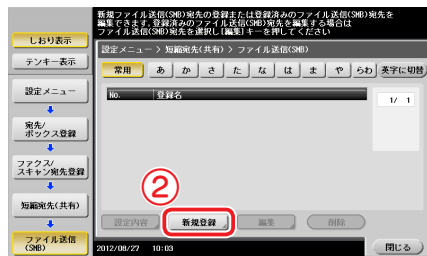 新規ファイル送信(SMB)宛先の登録または登録済みのファイル送信(SMB)宛先を
編集できます。登録済みのファイル送信(SMB)宛先を編集する場合は
ファイル送信(SMB)宛先を選択し[編集]キーを押してください
しおり表示
テンキー表示
設定メニュー
宛先/
ボックス登録
ファクス/
スキャン宛先登録
短縮宛先(共有)
ファイル送信
(SMB)
設定メニュー > 短縮宛先(共有) > ファイル送信(SMB)
常用 あ か さ た な は ま や らわ 英字に切替
No. 登録名
1/ 1
②
設定内容 新規登録 編集 削除
2012/08/27 10:03 閉じる